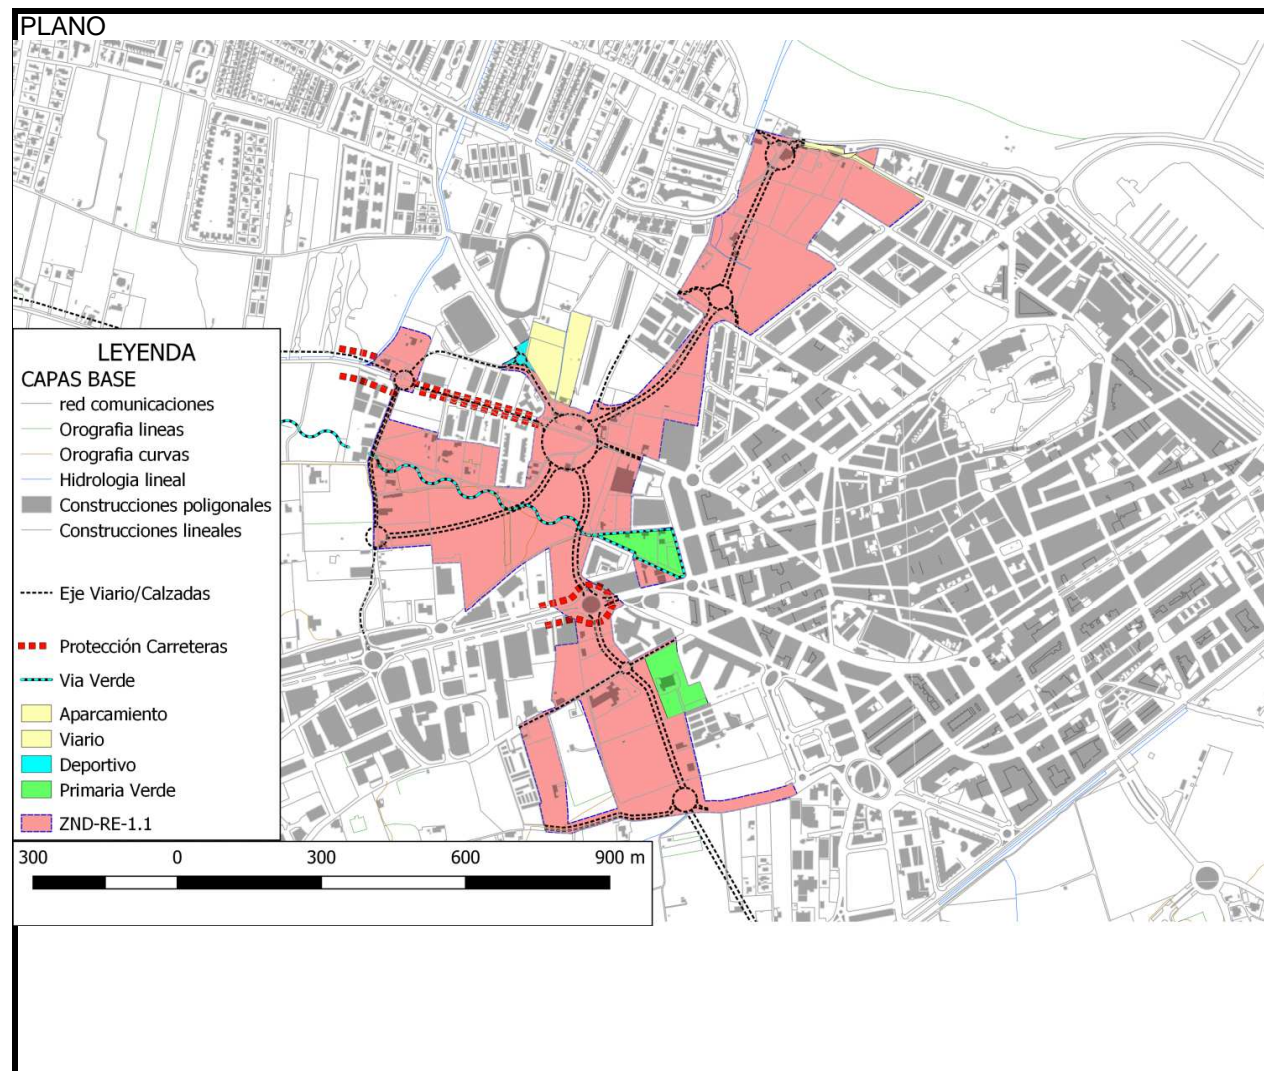 PLANO
LEYENDA
CAPAS BASE
red comunicaciones
Orografia lineas
Orografia curvas
Hidrologia lineal
Construcciones poligonales
Construcciones lineales
Eje Viario/Calzadas
Protección Carreteras
Via Verde
Aparcamiento
Viario
Deportivo
Primaria Verde
ZND-RE-1.1
300 0 300 600 900 m